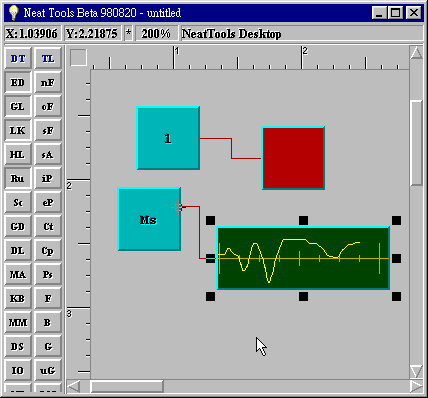 Neat Tools Beta 980820 - untitled
X:1.03906 Y:2.21875 * 200% NeatTools Desktop
1 2
DT TL
ED nF
GL oF
LK sF
HL sA
Ru iP
Sc eP
GD Ct
DL Cp
MA Ps
KB F
MM B
DS G
IO uG
1
Ms
2
3